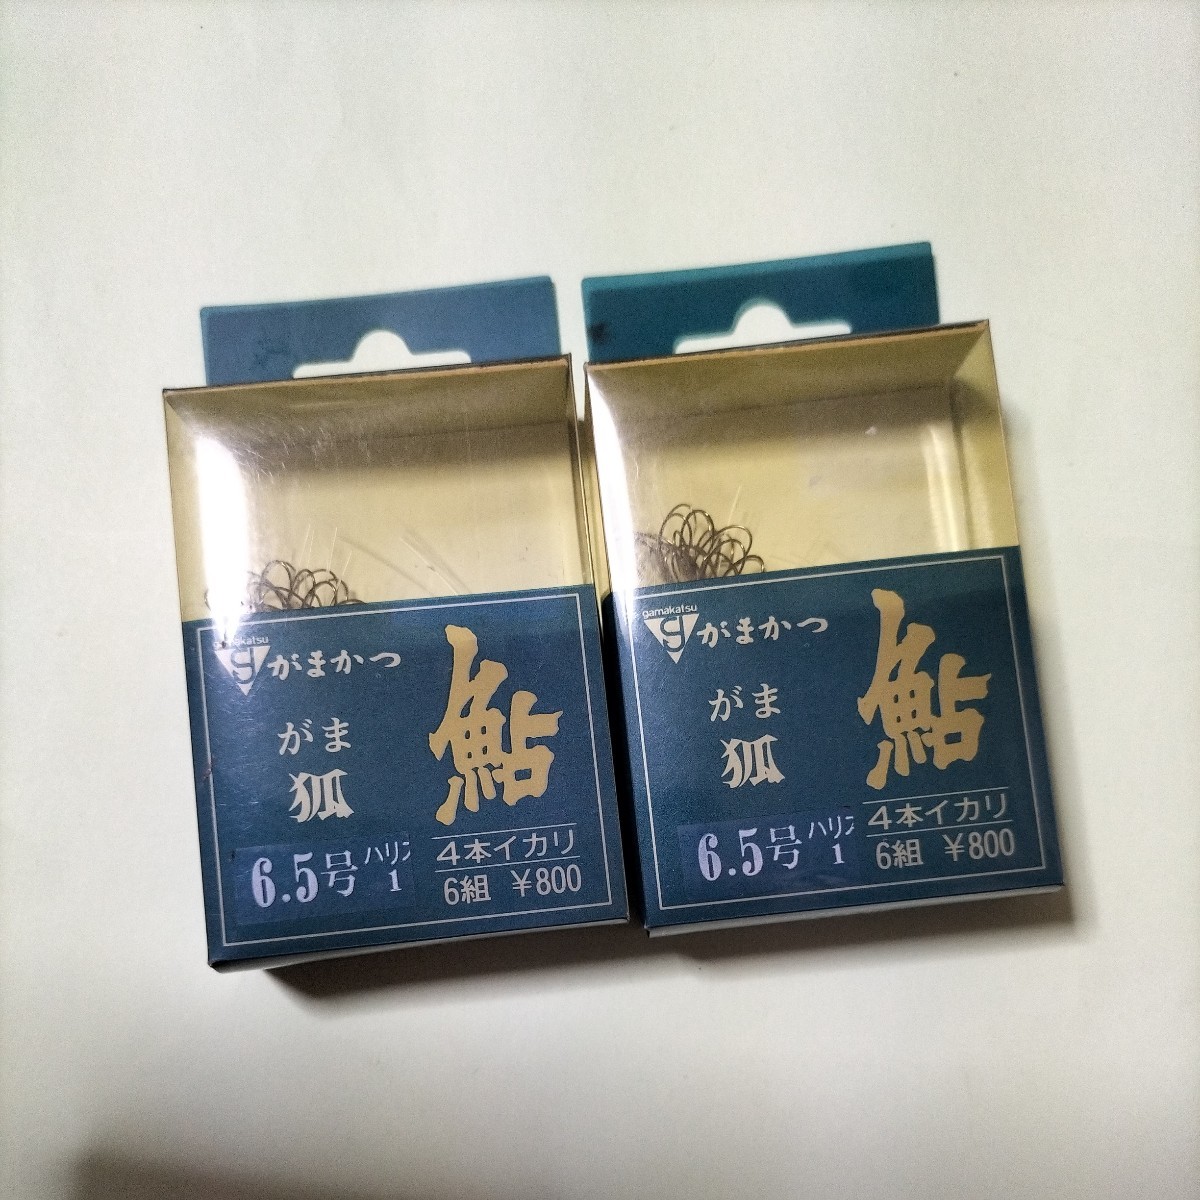 gamakatsu
g がまかつ
がま
狐
鮎
6.5号 ハリス
1
4本イカリ
6組 ¥800
gamakatsu
g がまかつ
がま
狐
鮎
6.5号 ハリス
1
4本イカリ
6組 ¥800